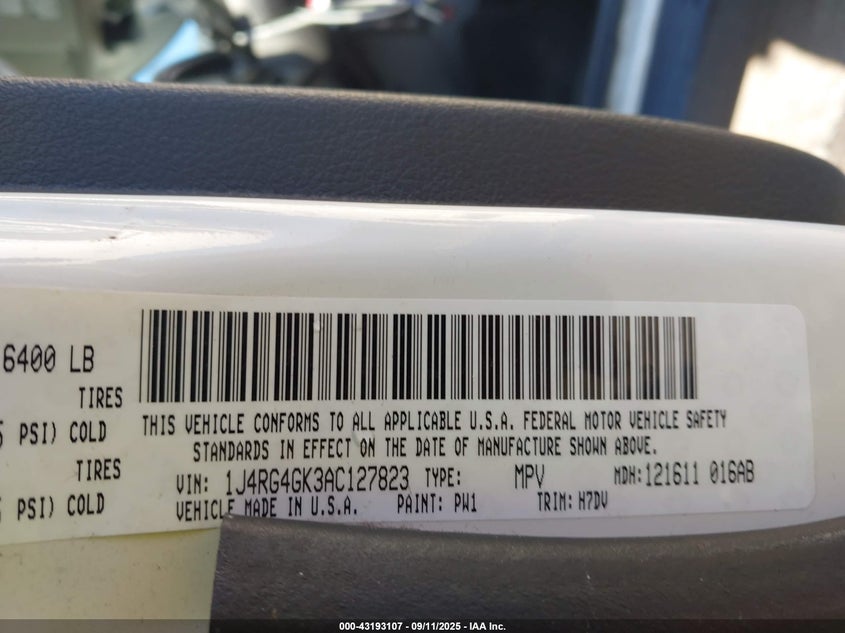 6400 LB
TIRES
PSI) COLD
TIRES
PSI) COLD
THIS VEHICLE CONFORMS TO ALL APPLICABLE U.S.A. FEDERAL MOTOR VEHICLE SAFETY
STANDARDS IN EFFECT ON THE DATE OF MANUFACTURE SHOWN ABOVE.
VIN: 1J4RG4GK3AC127823 TYPE: MPV MDH:121611 016AB
VEHICLE MADE IN U.S.A. PAINT: PW1 TRIM: H7DV
000-43193107 - 09/11/2025 - IAA Inc.